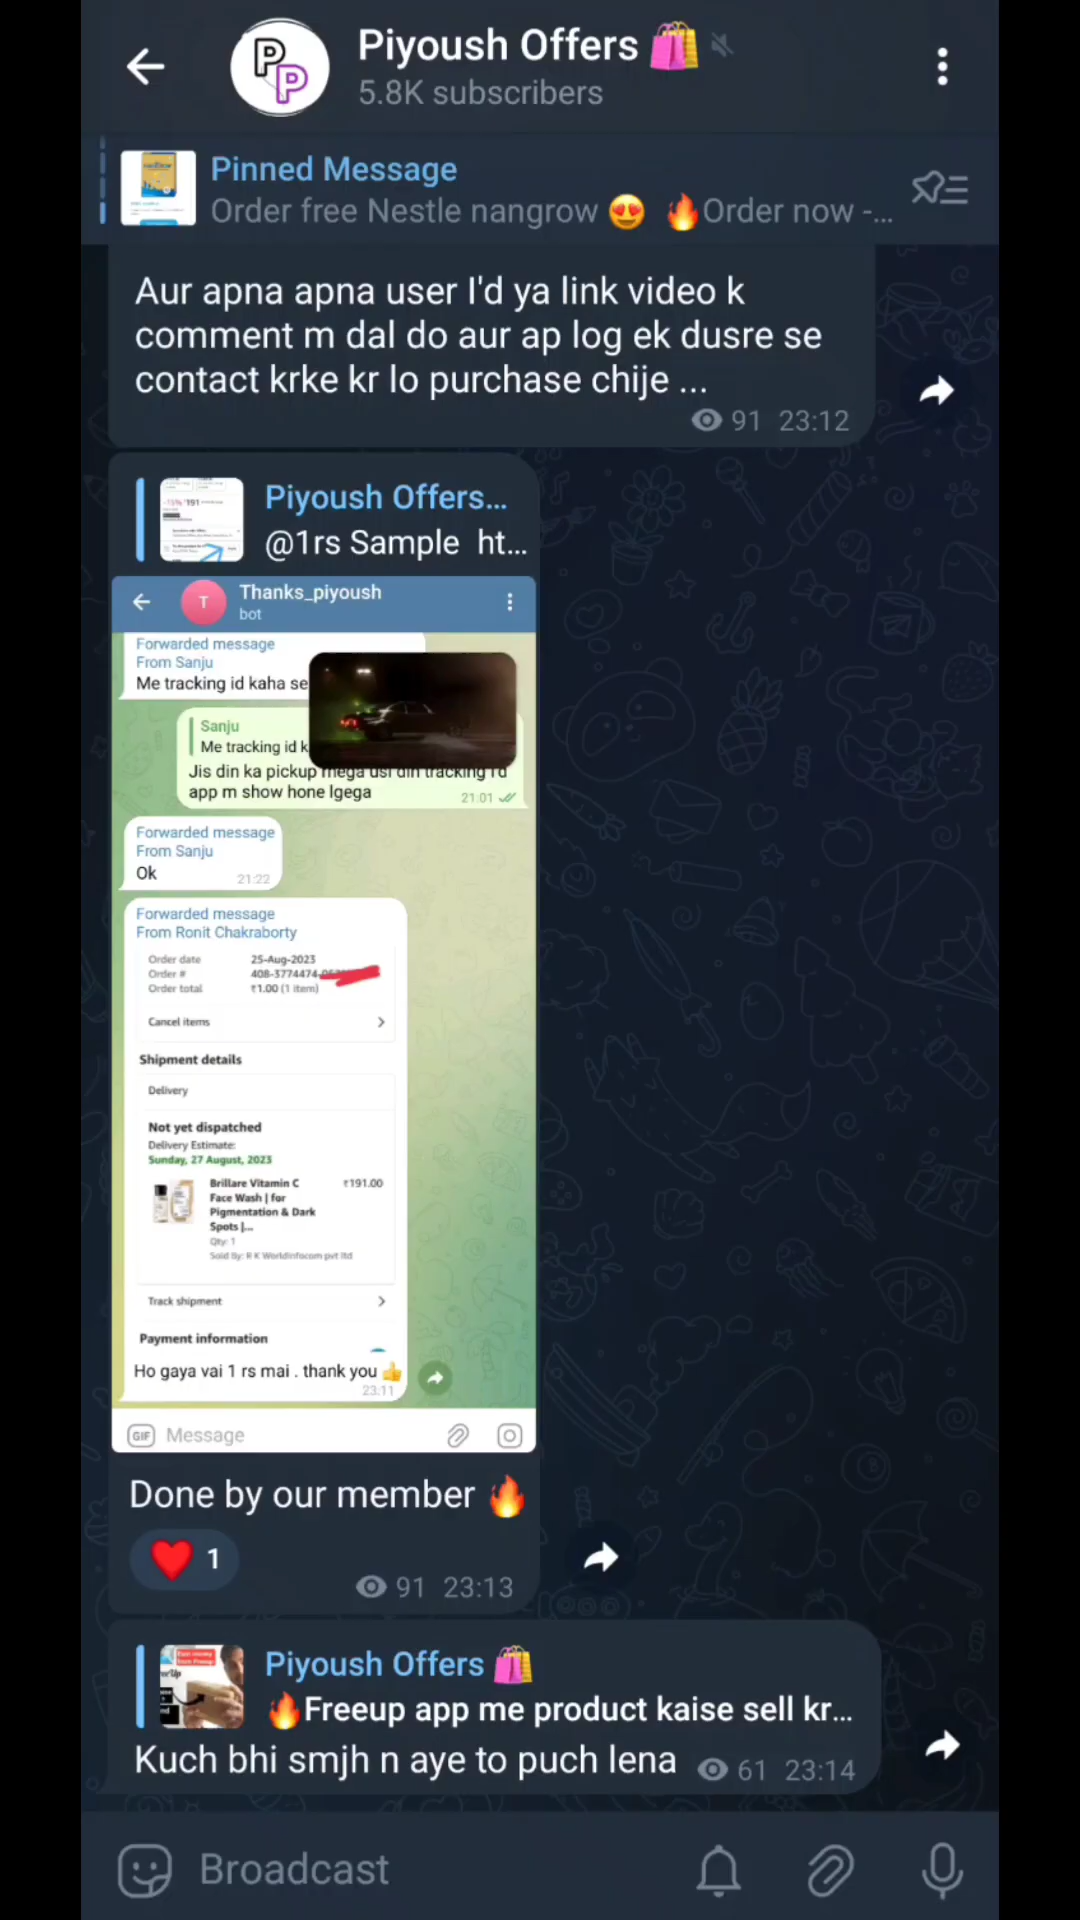 Piyoush Offers 🛍️
5.8K subscribers
Pinned Message
Order free Nestle nangrow 😍 🔥Order now -...
Aur apna apna user I'd ya link video k
comment m dal do aur ap log ek dusre se
contact krke kr lo purchase chije ...
91 23:12
Piyoush Offers...
@1rs Sample ht...
Thanks_piyoush
bot
Forwarded message
From Sanju
Me tracking id kaha se
Sanju
Me tracking id k
Jis din ka pickup
app m show hone lgega
21:01
Forwarded message
From Sanju
Ok
21:22
Forwarded message
From Ronit Chakraborty
Order date 25-Aug-2023
Order # 408-3774474-
Order total ₹1.00 (1 item)
Cancel items
Shipment details
Delivery
Not yet dispatched
Delivery Estimate:
Sunday, 27 August, 2023
Brillare Vitamin C ₹191.00
Face Wash | for
Pigmentation & Dark
Spots |...
Qty: 1
Sold By: R K Worldinfocom pvt ltd
Track shipment
Payment information
Ho gaya vai 1 rs mai . thank you 👍
23:11
GIF Message
Done by our member 🔥
❤️ 1
91 23:13
Piyoush Offers 🛍️
🔥Freeup app me product kaise sell kr...
Kuch bhi smjh n aye to puch lena
61 23:14
Broadcast